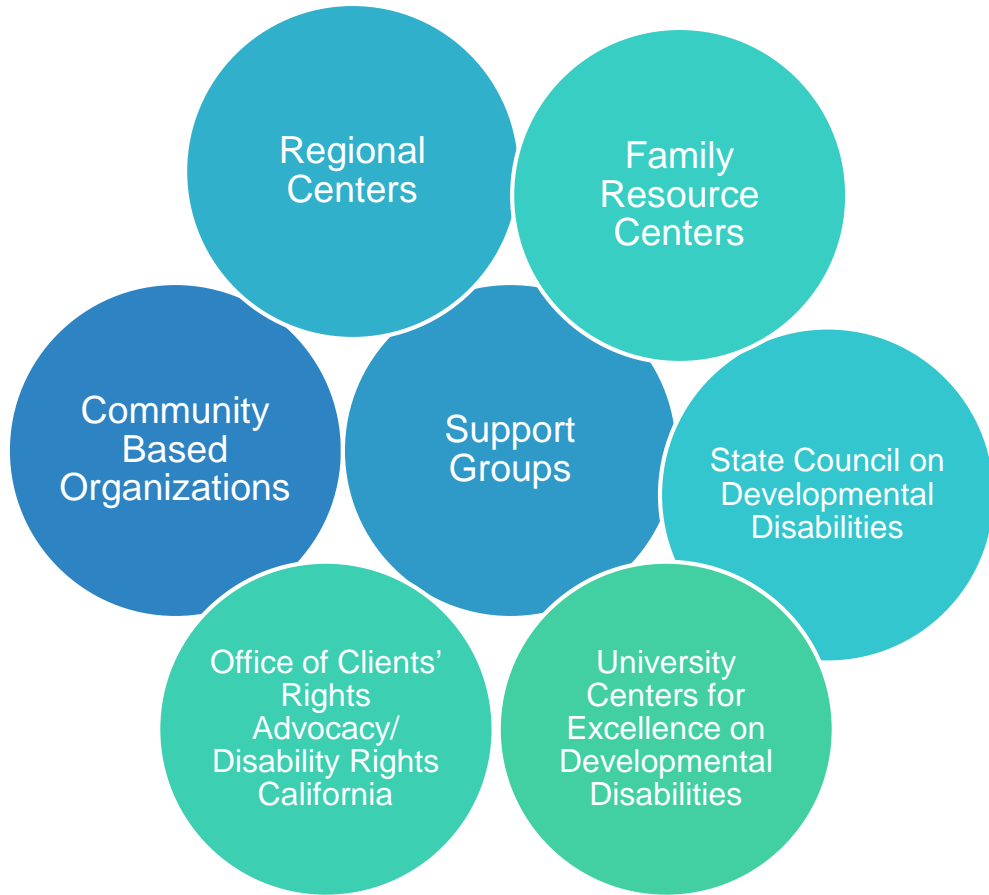 Regional
Centers
Family
Resource
Centers
Community
Based
Organizations
Support
Groups
State Council on
Developmental
Disabilities
Office of Clients’
Rights
Advocacy/
Disability Rights
California
University
Centers for
Excellence on
Developmental
Disabilities